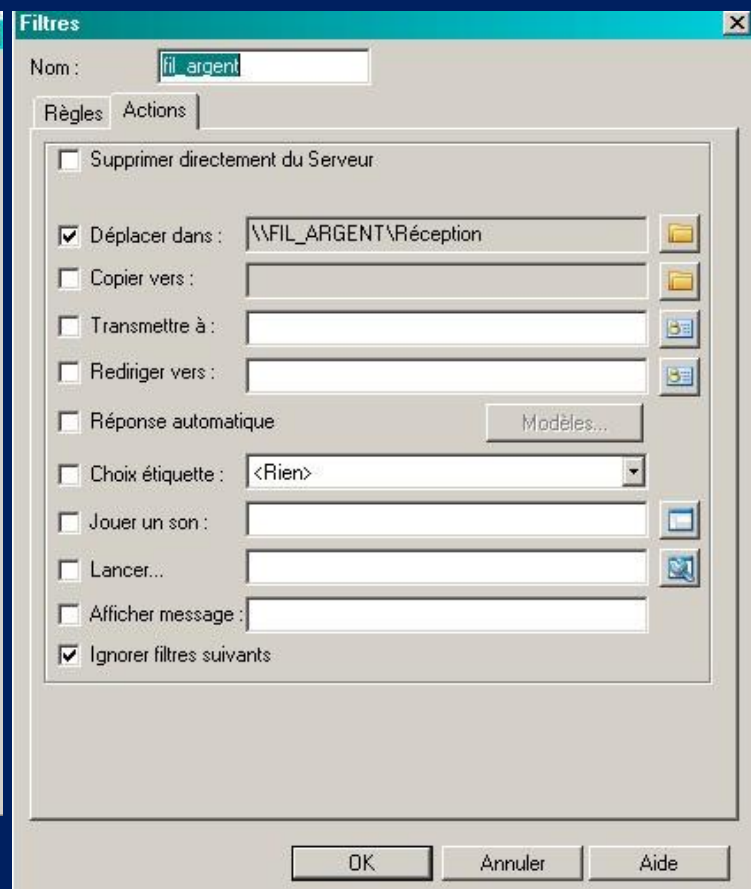 Filtres
Nom : fil_argent
Règles Actions
Supprimer directement du Serveur
Déplacer dans : \\FIL_ARGENT\Réception
Copier vers :
Transmettre à :
Rediriger vers :
Réponse automatique Modèles...
Choix étiquette : <Rien>
Jouer un son :
Lancer...
Afficher message :
Ignorer filtres suivants
OK Annuler Aide